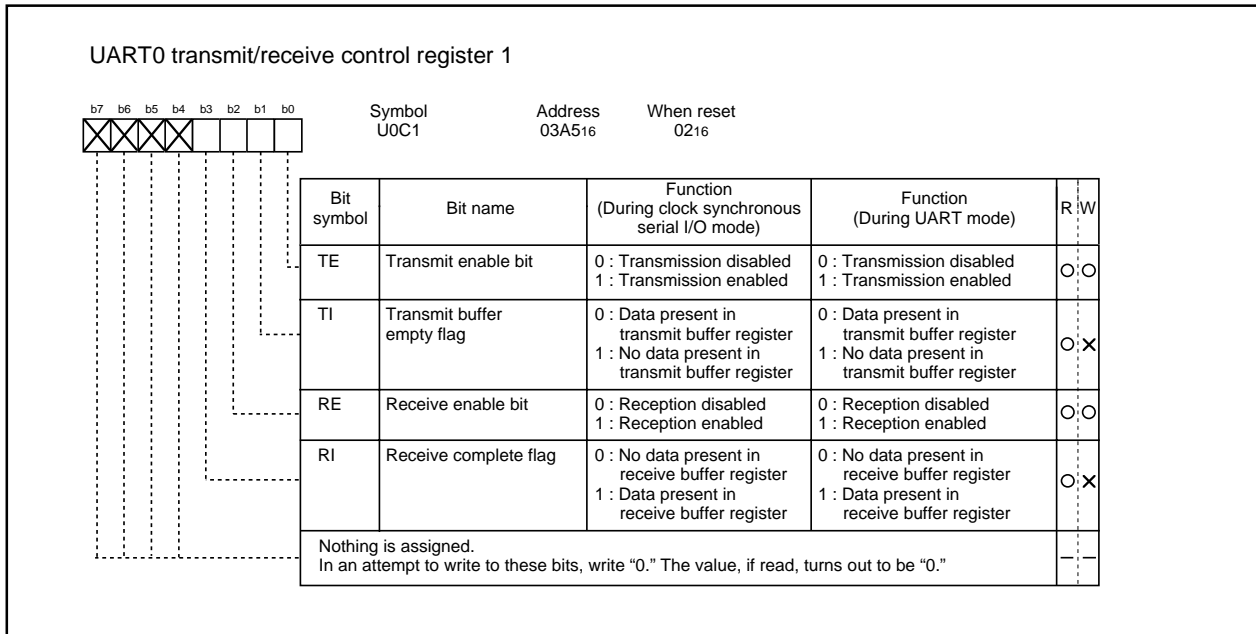 UART0 transmit/receive control register 1
b7 b6 b5 b4 b3 b2 b1 b0
Symbol Address When reset
U0C1 03A516 0216
Bit symbol Bit name Function (During clock synchronous serial I/O mode) Function (During UART mode) R W
TE Transmit enable bit 0 : Transmission disabled 0 : Transmission disabled
1 : Transmission enabled 1 : Transmission enabled
TI Transmit buffer 0 : Data present in 0 : Data present in
empty flag transmit buffer register transmit buffer register
1 : No data present in 1 : No data present in
transmit buffer register transmit buffer register
RE Receive enable bit 0 : Reception disabled 0 : Reception disabled
1 : Reception enabled 1 : Reception enabled
RI Receive complete flag 0 : No data present in 0 : No data present in
receive buffer register receive buffer register
1 : Data present in 1 : Data present in
receive buffer register receive buffer register
Nothing is assigned.
In an attempt to write to these bits, write “0.” The value, if read, turns out to be “0.”